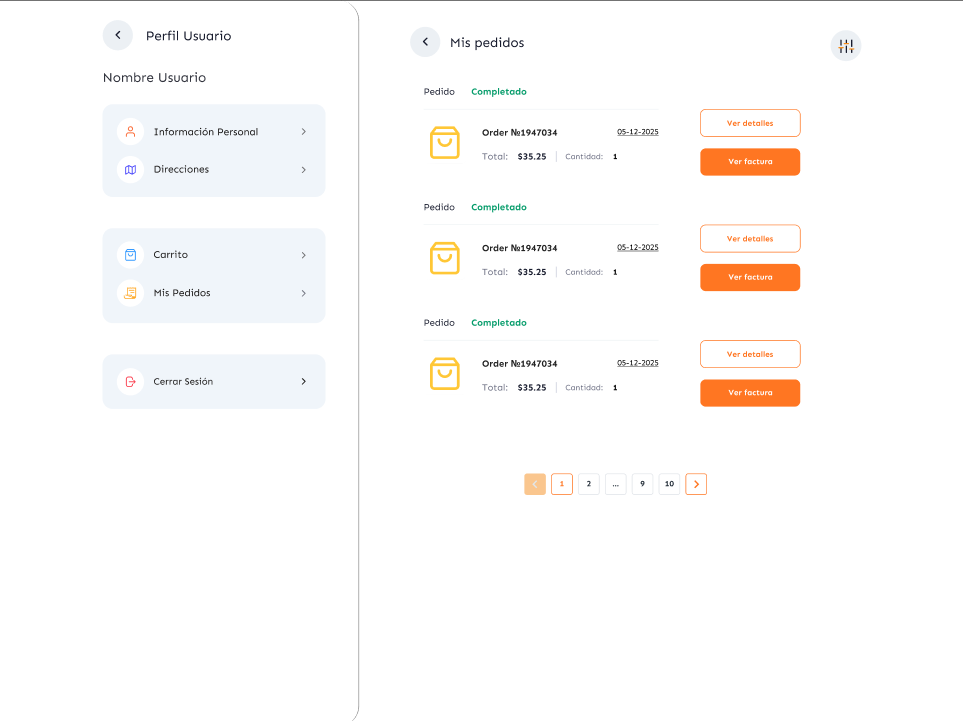 Perfil Usuario
Nombre Usuario
Información Personal
Direcciones
Carrito
Mis Pedidos
Cerrar Sesión
Mis pedidos
Pedido Completado
Order №1947034 05-12-2025
Total: $35.25 Cantidad: 1
Ver detalles
Ver factura
Pedido Completado
Order №1947034 05-12-2025
Total: $35.25 Cantidad: 1
Ver detalles
Ver factura
Pedido Completado
Order №1947034 05-12-2025
Total: $35.25 Cantidad: 1
Ver detalles
Ver factura
1 2 ... 9 10